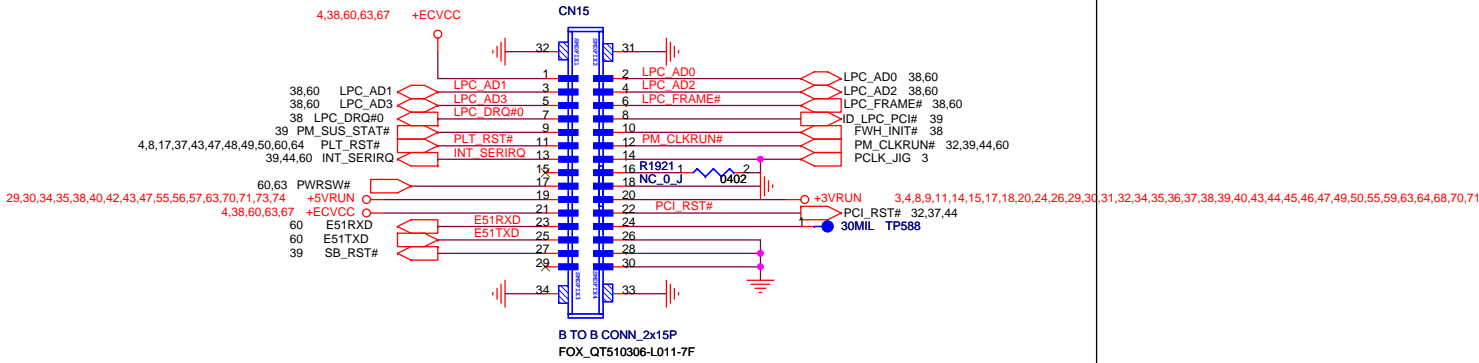 CN15
4,38,60,63,67 +ECVCC
32 31
1 2 LPC_AD0 LPC_AD0 38,60
38,60 LPC_AD1 LPC_AD1 3 4 LPC_AD2 LPC_AD2 38,60
38,60 LPC_AD3 LPC_AD3 5 6 LPC_FRAME# LPC_FRAME# 38,60
38 LPC_DRQ#0 LPC_DRQ#0 7 8 ID_LPC_PCI# 39
39 PM_SUS_STAT# 9 10 FWH_INIT# 38
4,8,17,37,43,47,48,49,50,60,64 PLT_RST# PLT_RST# 11 12 PM_CLKRUN# PM_CLKRUN# 32,39,44,60
39,44,60 INT_SERIRQ INT_SERIRQ 13 14 PCLK_JIG 3
15 16 R1921 1 2
NC_0_J 0402
60,63 PWRSW# 17 18
29,30,34,35,38,40,42,43,47,55,56,57,63,70,71,73,74 +5VRUN 19 20 +3VRUN 3,4,8,9,11,14,15,17,18,20,24,26,29,30,31,32,34,35,36,37,38,39,40,43,44,45,46,47,49,50,55,59,63,64,68,70,71
4,38,60,63,67 +ECVCC 21 22 PCI_RST# PCI_RST# 32,37,44
60 E51RXD E51RXD 23 24 1 30MIL TP588
60 E51TXD E51TXD 25 26
39 SB_RST# 27 28
29 30
34 33
SMDFIX1 SMDFIX2
SMDFIX3 SMDFIX4
B TO B CONN_2x15P
FOX_QT510306-L011-7F